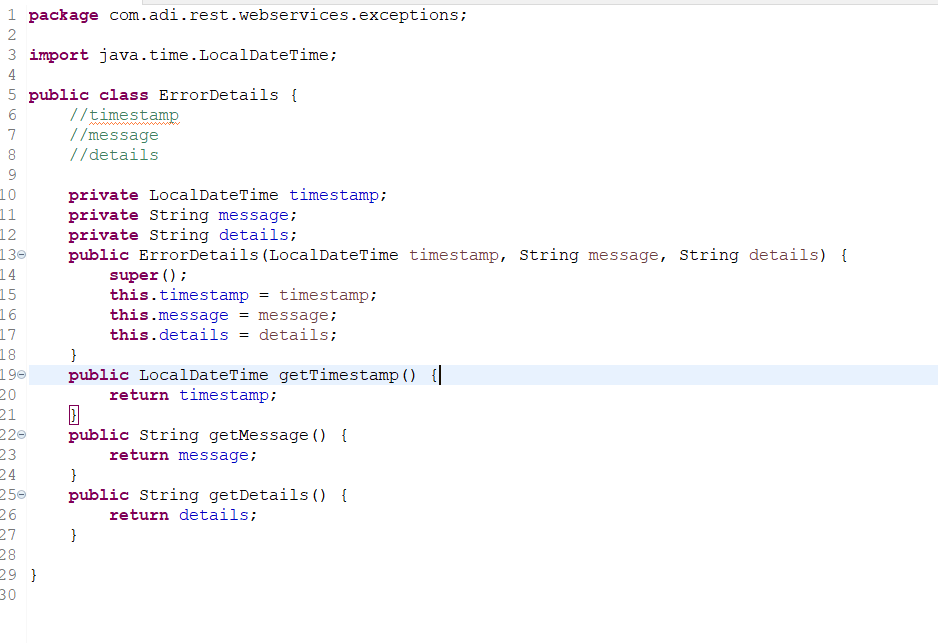 1 package com.adi.rest.webservices.exceptions;
2
3 import java.time.LocalDateTime;
4
5 public class ErrorDetails {
6     //timestamp
7     //message
8     //details
9
10     private LocalDateTime timestamp;
11     private String message;
12     private String details;
13     public ErrorDetails(LocalDateTime timestamp, String message, String details) {
14         super();
15         this.timestamp = timestamp;
16         this.message = message;
17         this.details = details;
18     }
19     public LocalDateTime getTimestamp() {
20         return timestamp;
21     }
22     public String getMessage() {
23         return message;
24     }
25     public String getDetails() {
26         return details;
27     }
28
29 }
30